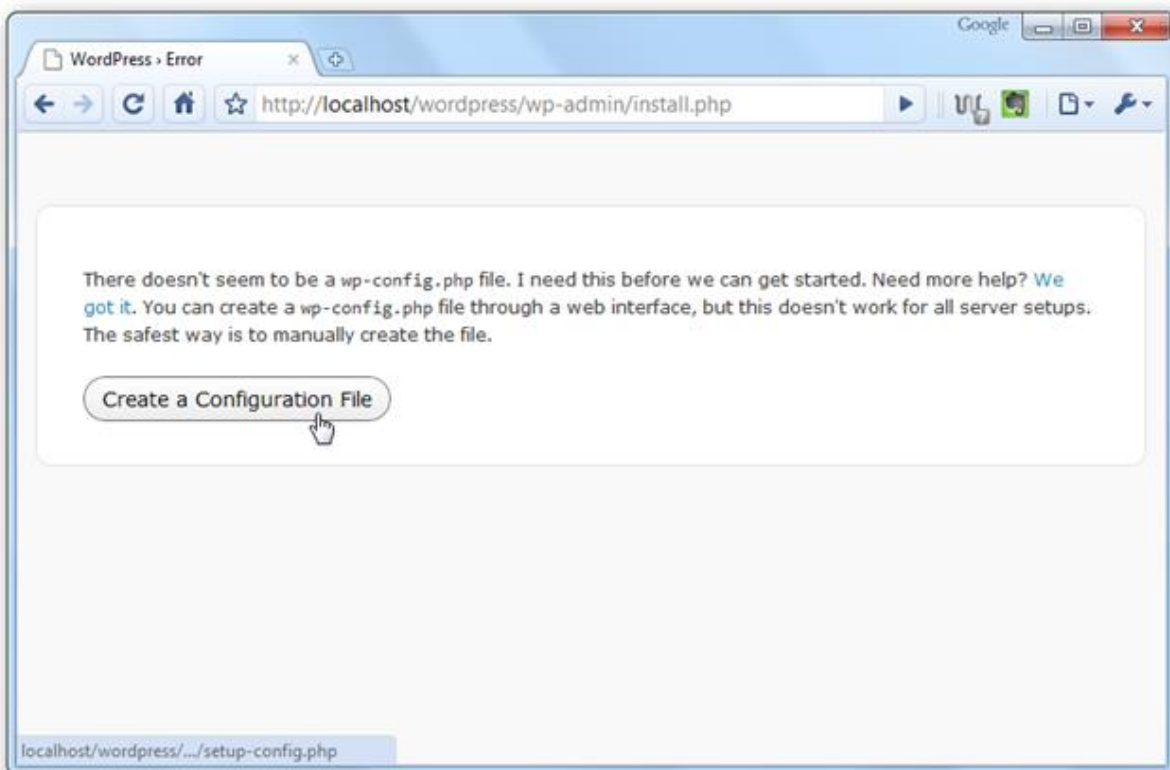 Google
WordPress › Error
http://localhost/wordpress/wp-admin/install.php
There doesn't seem to be a wp-config.php file. I need this before we can get started. Need more help? We
got it. You can create a wp-config.php file through a web interface, but this doesn't work for all server setups.
The safest way is to manually create the file.
Create a Configuration File
localhost/wordpress/.../setup-config.php